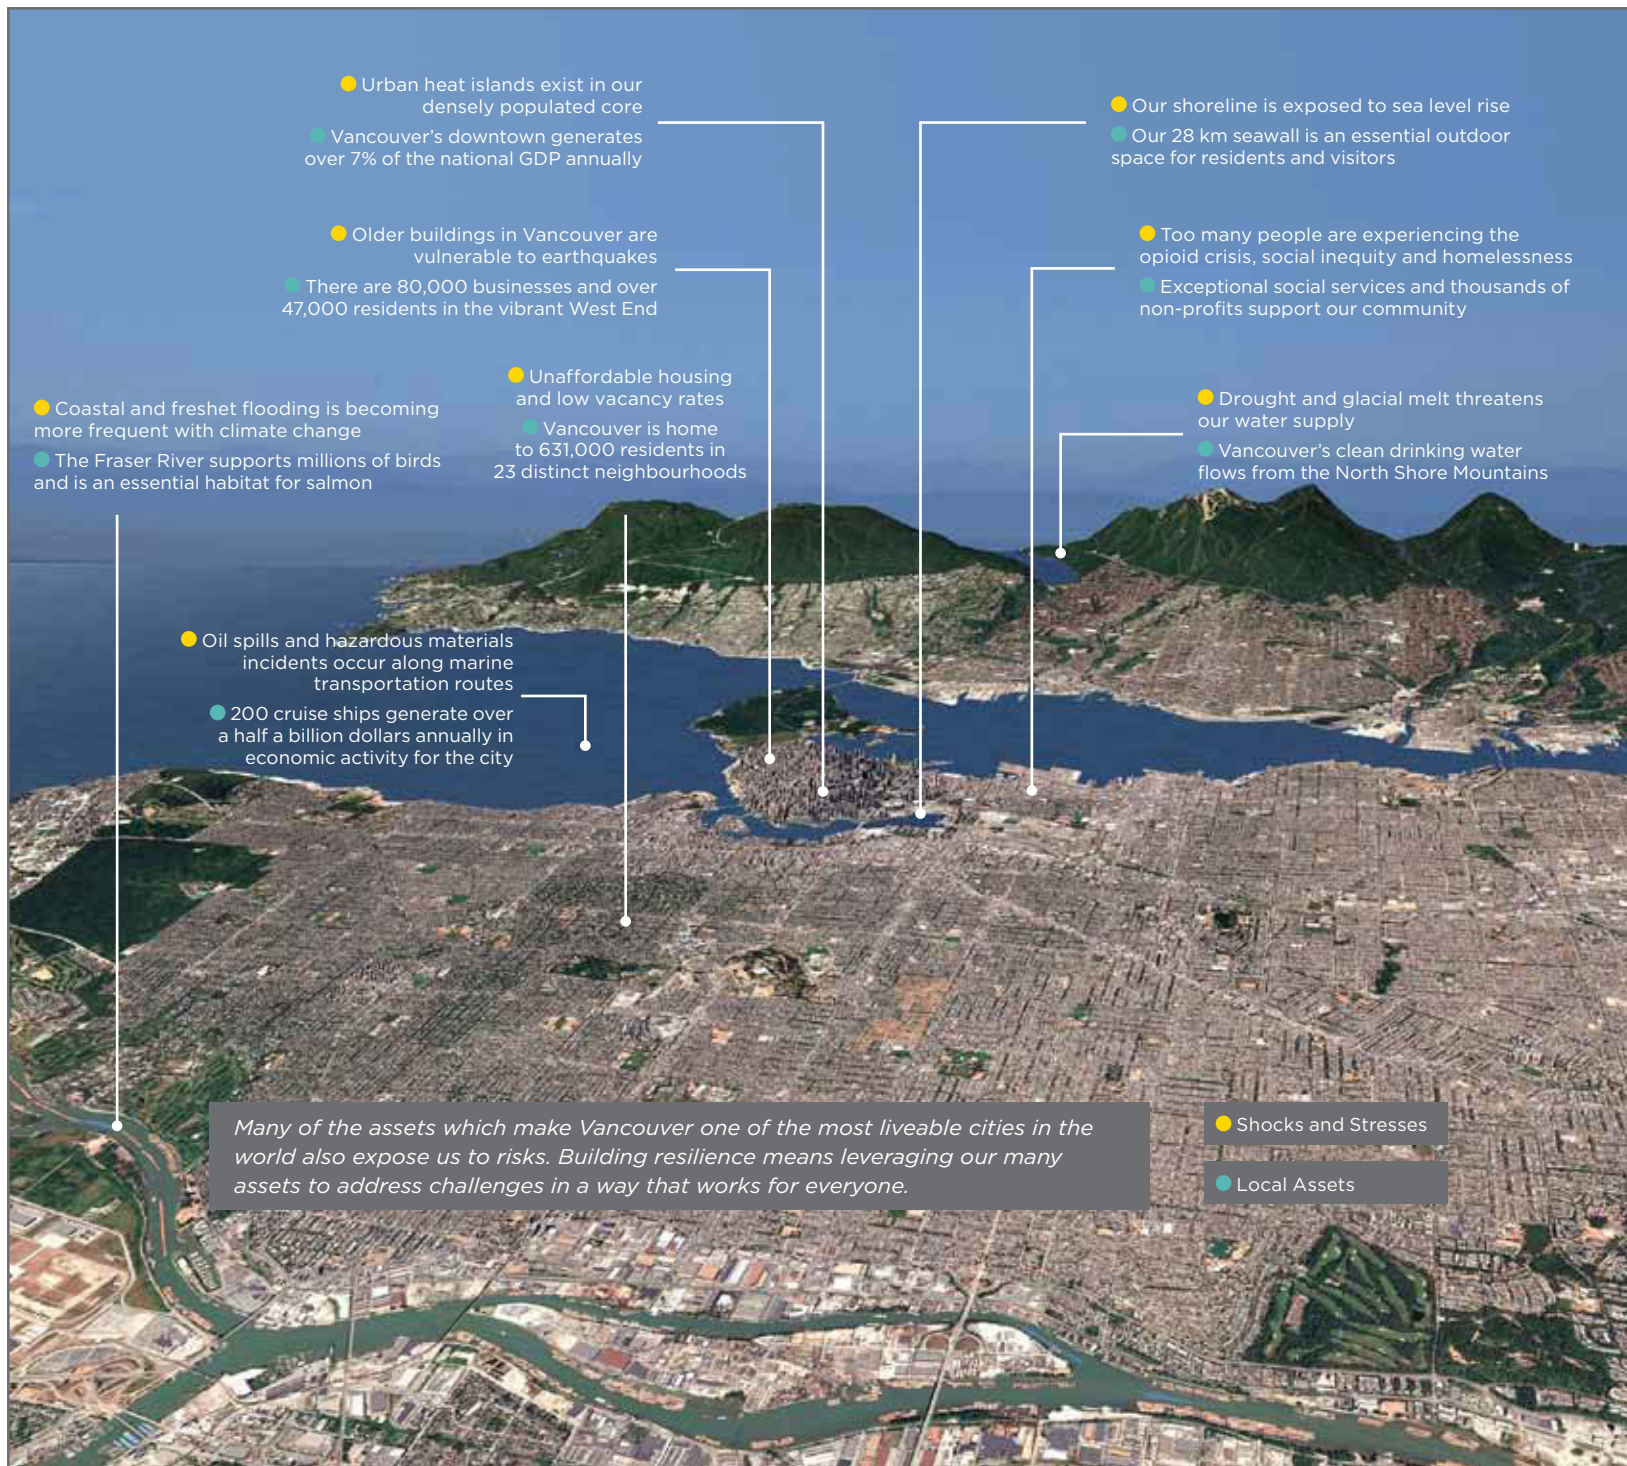 Urban heat islands exist in our
densely populated core
Vancouver's downtown generates
over 7% of the national GDP annually
Our shoreline is exposed to sea level rise
Our 28 km seawall is an essential outdoor
space for residents and visitors
Older buildings in Vancouver are
vulnerable to earthquakes
There are 80,000 businesses and over
47,000 residents in the vibrant West End
Too many people are experiencing the
opioid crisis, social inequity and homelessness
Exceptional social services and thousands of
non-profits support our community
Coastal and freshet flooding is becoming
more frequent with climate change
The Fraser River supports millions of birds
and is an essential habitat for salmon
Unaffordable housing
and low vacancy rates
Vancouver is home
to 631,000 residents in
23 distinct neighbourhoods
Drought and glacial melt threatens
our water supply
Vancouver's clean drinking water
flows from the North Shore Mountains
Oil spills and hazardous materials
incidents occur along marine
transportation routes
200 cruise ships generate over
a half a billion dollars annually in
economic activity for the city
Many of the assets which make Vancouver one of the most liveable cities in the
world also expose us to risks. Building resilience means leveraging our many
assets to address challenges in a way that works for everyone.
Shocks and Stresses
Local Assets